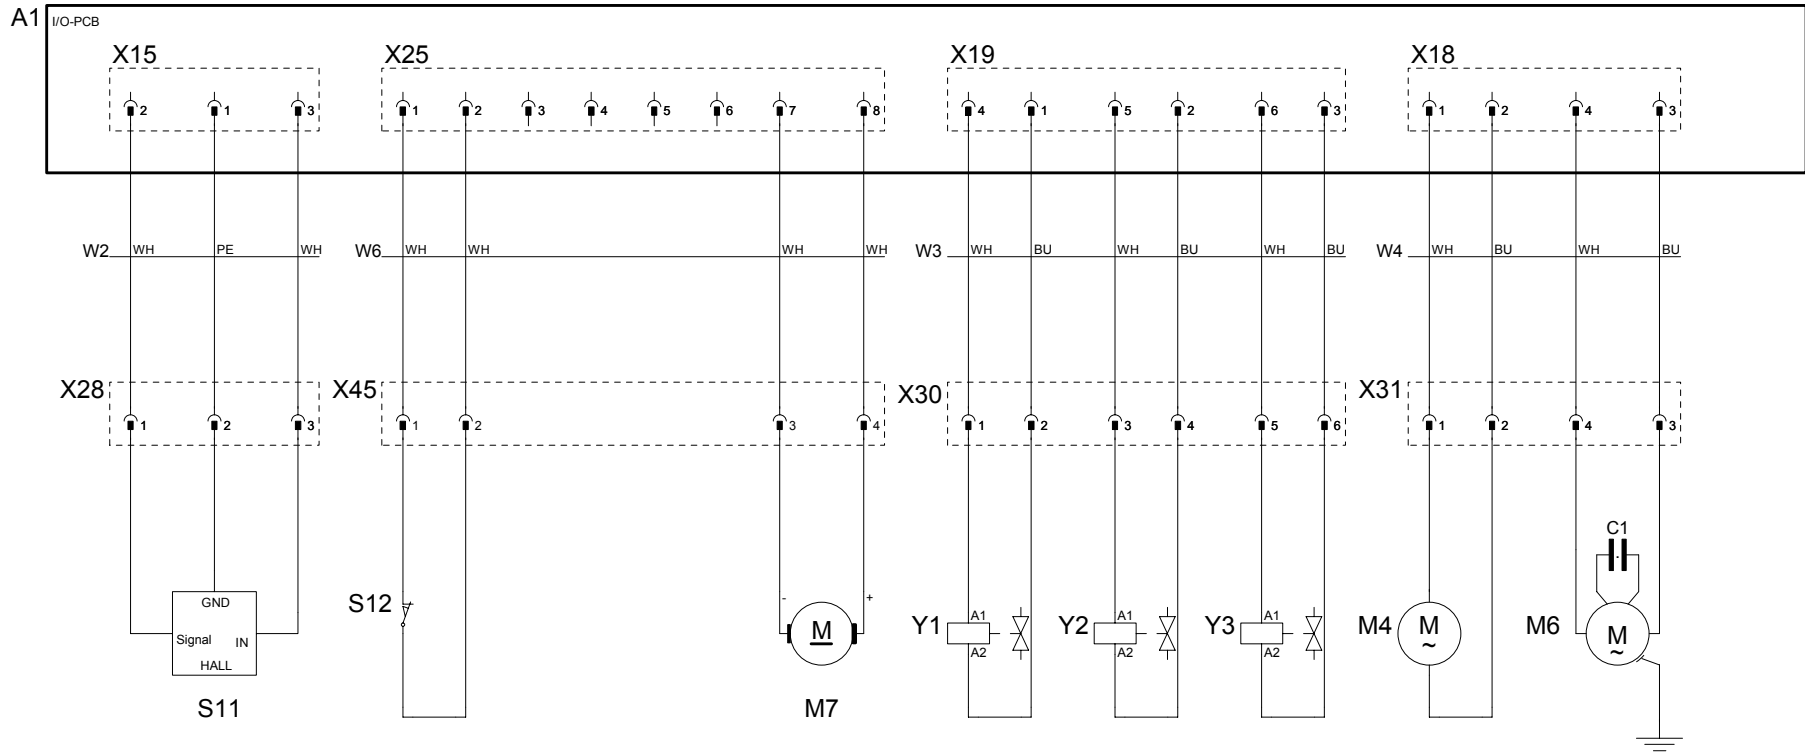 A1 I/O-PCB
X15 X25 X19 X18
2 1 3 1 2 3 4 5 6 7 8 4 1 5 2 6 3 1 2 4 3
W2 WH PE WH W6 WH WH WH WH W3 WH BU WH BU WH BU W4 WH BU WH BU
X28 X45 X30 X31
1 2 3 1 2 3 4 1 2 3 4 5 6 1 2 4 3
C1
GND S12 - +
Signal IN M Y1 A1 Y2 A1 Y3 A1 M4 M ~ M6 M ~
HALL A2 A2 A2
S11 M7